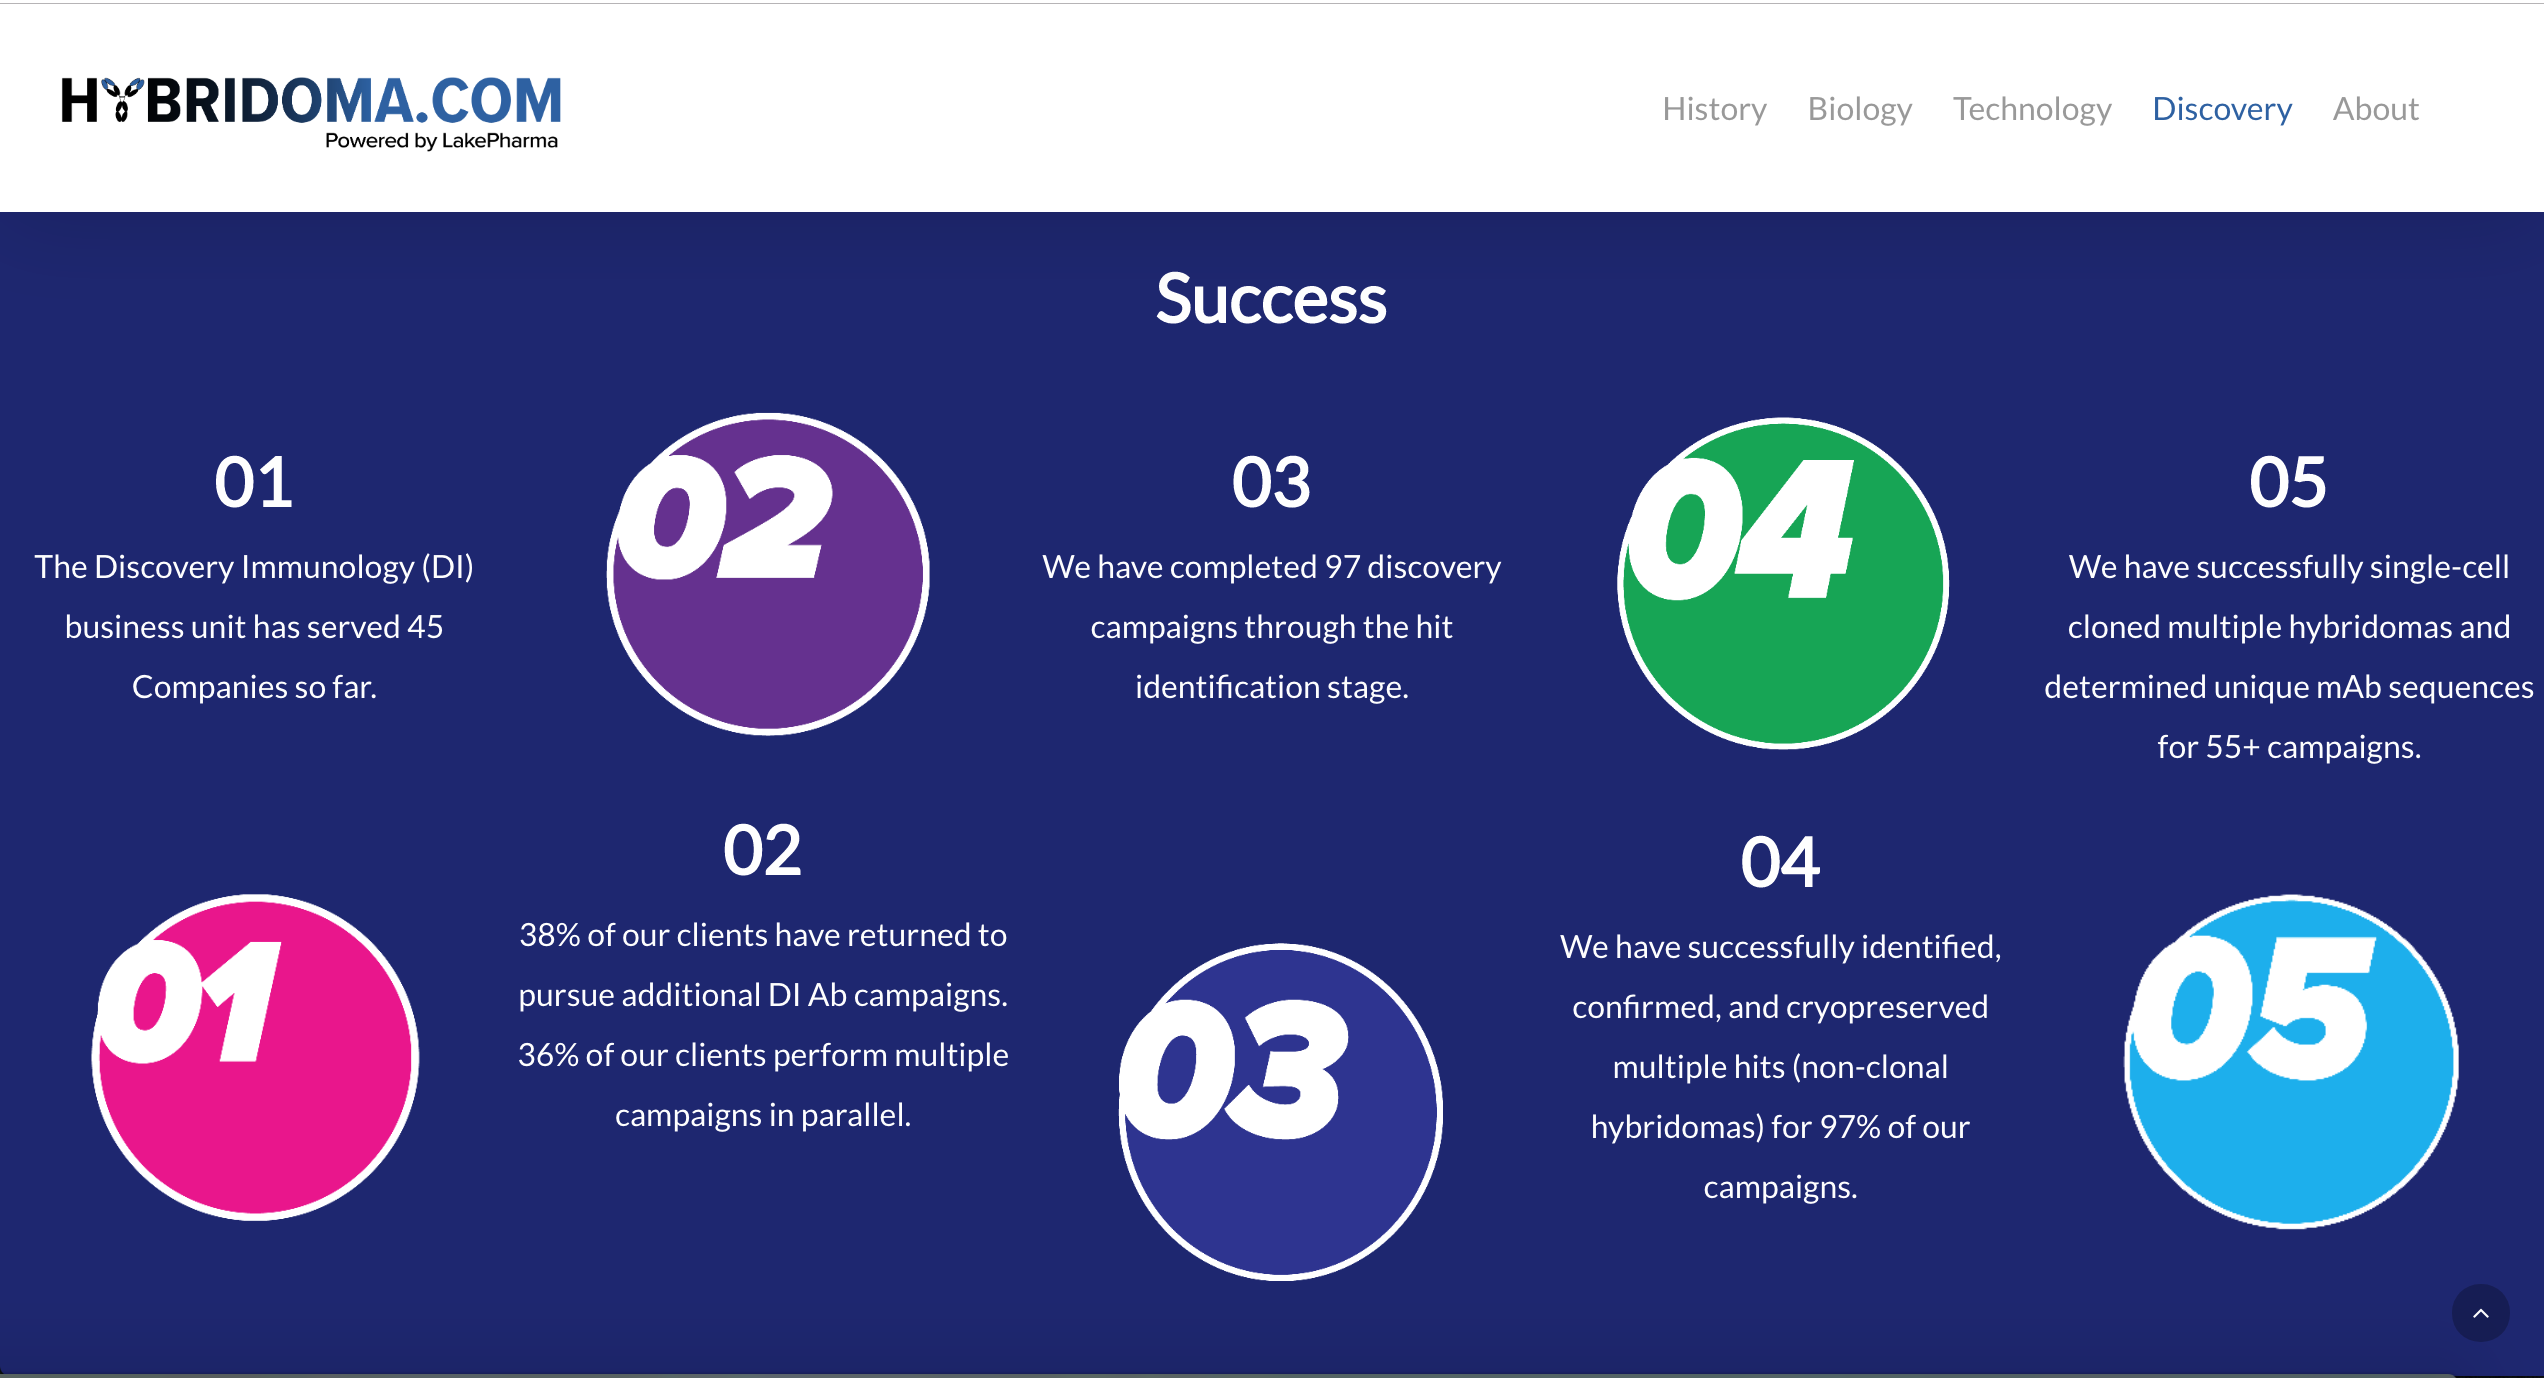 HYBRIDOMA.COM
Powered by LakePharma
History Biology Technology Discovery About
Success
01
The Discovery Immunology (DI)
business unit has served 45
Companies so far.
02
03
We have completed 97 discovery
campaigns through the hit
identification stage.
04
05
We have successfully single-cell
cloned multiple hybridomas and
determined unique mAb sequences
for 55+ campaigns.
01
02
38% of our clients have returned to
pursue additional DI Ab campaigns.
36% of our clients perform multiple
campaigns in parallel.
03
04
We have successfully identified,
confirmed, and cryopreserved
multiple hits (non-clonal
hybridomas) for 97% of our
campaigns.
05